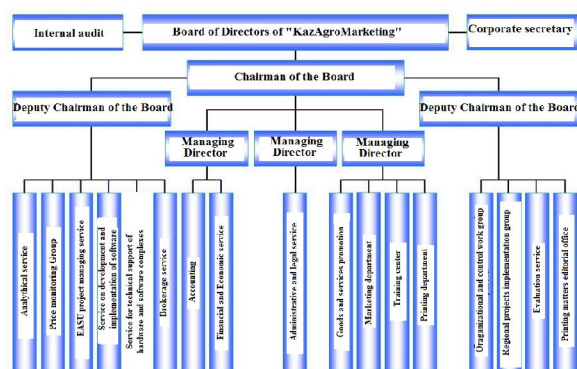 Internal audit
Board of Directors of "KazAgroMarketing"
Corporate secretary
Chairman of the Board
Deputy Chairman of the Board
Deputy Chairman of the Board
Managing
Director
Managing
Director
Managing
Director
Analythical service
Price monitoring Group
EASU project managing service
Service on development and
implementation of software
Service for technical support of
hardware and software complexes
Brokerage service
Accounting
Financial and Economic service
Administrative and legal service
Goods and services promotion
Marketing department
Training center
Printing department
Oraganizational and control work group
Regional projects implementation group
Evaluation service
Printing matters editorial office